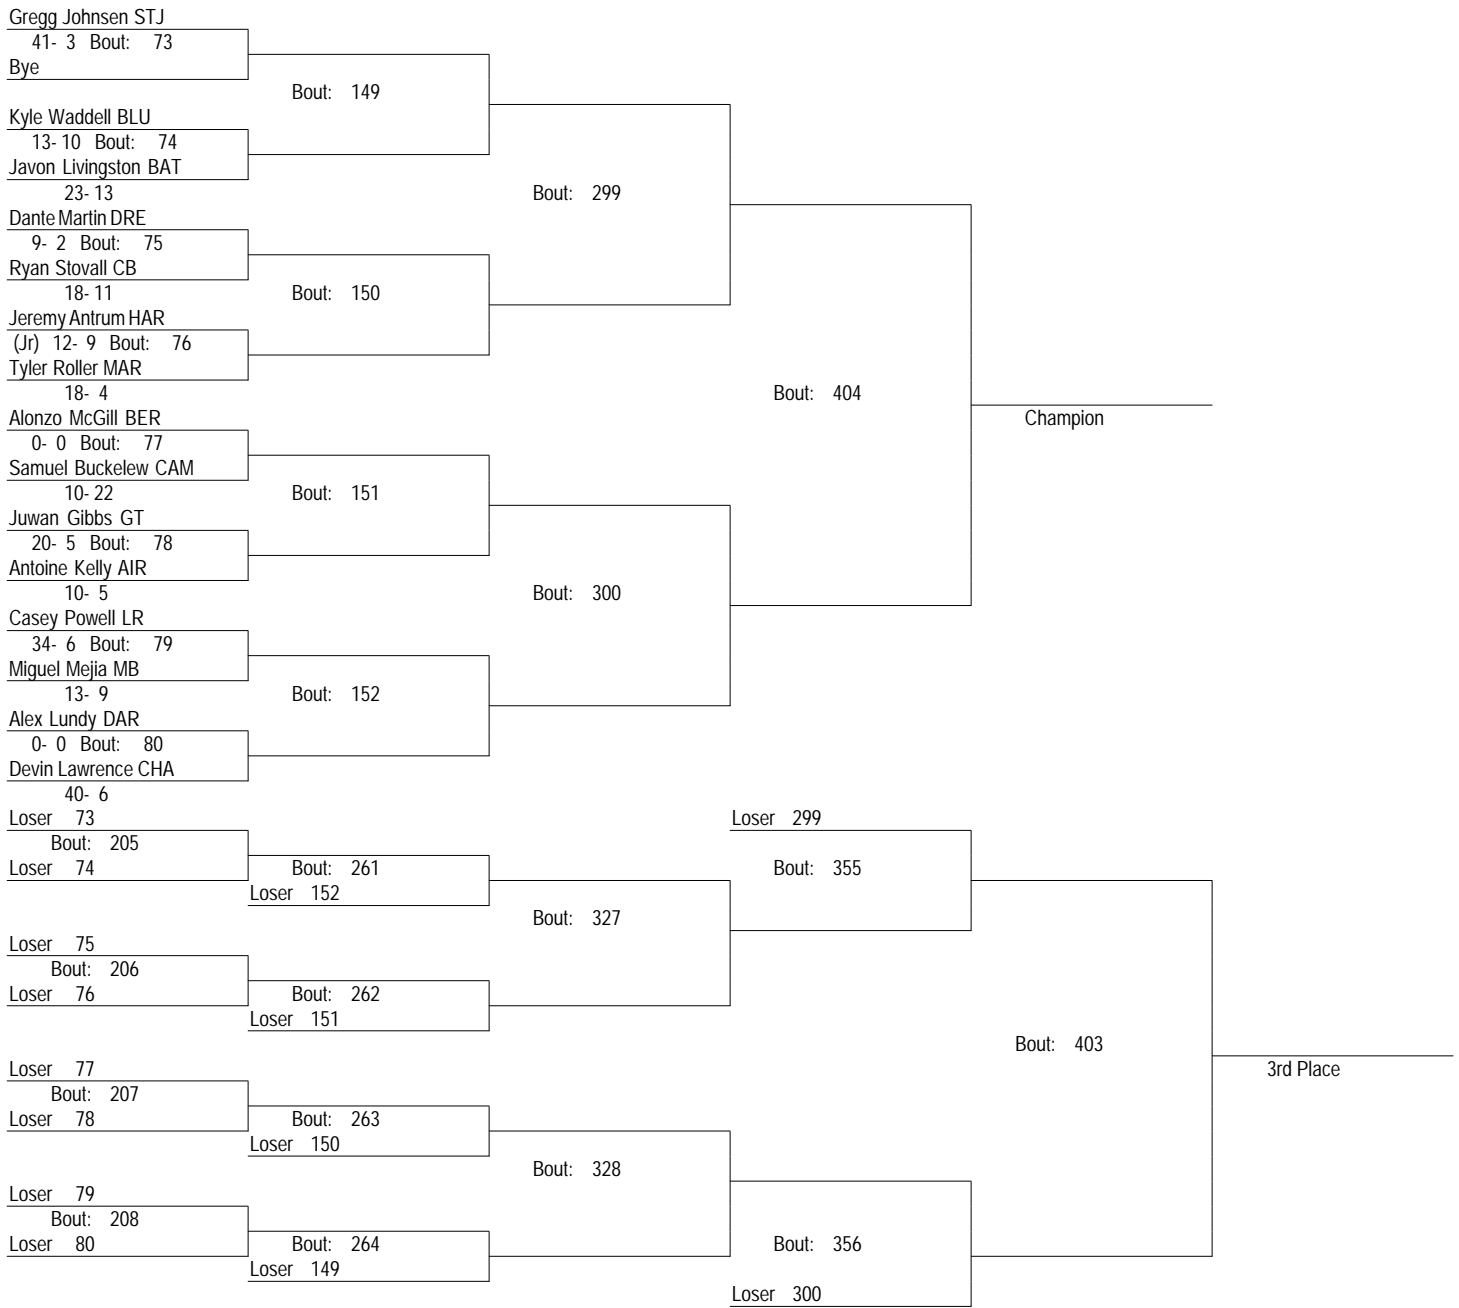 Gregg Johnsen STJ
41- 3 Bout: 73
Bye
Bout: 149
Kyle Waddell BLU
13- 10 Bout: 74
Javon Livingston BAT
23- 13
Bout: 299
Dante Martin DRE
9- 2 Bout: 75
Ryan Stovall CB
18- 11
Bout: 150
Jeremy Antrum HAR
(Jr) 12- 9 Bout: 76
Tyler Roller MAR
18- 4
Bout: 404
Champion
Alonzo McGill BER
0- 0 Bout: 77
Samuel Buckelew CAM
10- 22
Bout: 151
Juwan Gibbs GT
20- 5 Bout: 78
Antoine Kelly AIR
10- 5
Bout: 300
Casey Powell LR
34- 6 Bout: 79
Miguel Mejia MB
13- 9
Bout: 152
Alex Lundy DAR
0- 0 Bout: 80
Devin Lawrence CHA
40- 6
Loser 73
Loser 299
Bout: 205
Loser 74
Bout: 261
Bout: 355
Loser 152
Bout: 327
Loser 75
Bout: 206
Loser 76
Bout: 262
Loser 151
Bout: 403
Loser 77
3rd Place
Bout: 207
Loser 78
Bout: 263
Loser 150
Bout: 328
Loser 79
Bout: 208
Loser 80
Bout: 264
Bout: 356
Loser 149
Loser 300